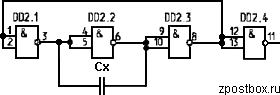 DD2.1 DD2.2 DD2.3 DD2.4
1 2 & 3 4 5 & 6 9 10 & 8 12 13 & 11
Cx
zpostbox.ru